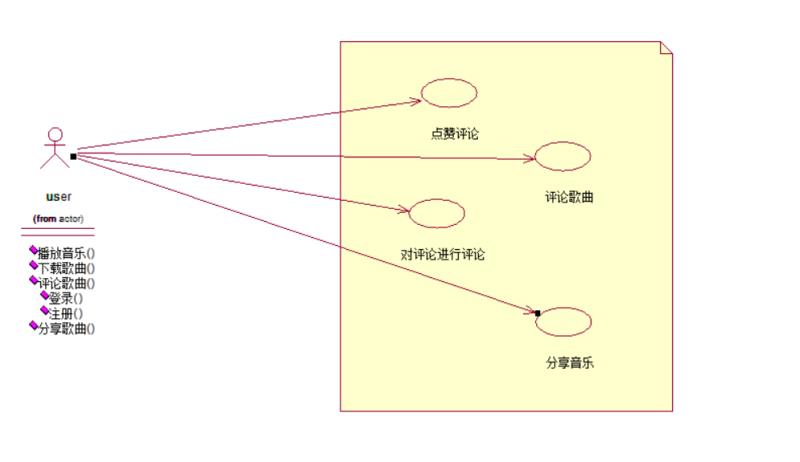 user
(from actor)
播放音乐()
下载歌曲()
评论歌曲()
登录()
注册()
分享歌曲()
点赞评论
评论歌曲
对评论进行评论
分享音乐